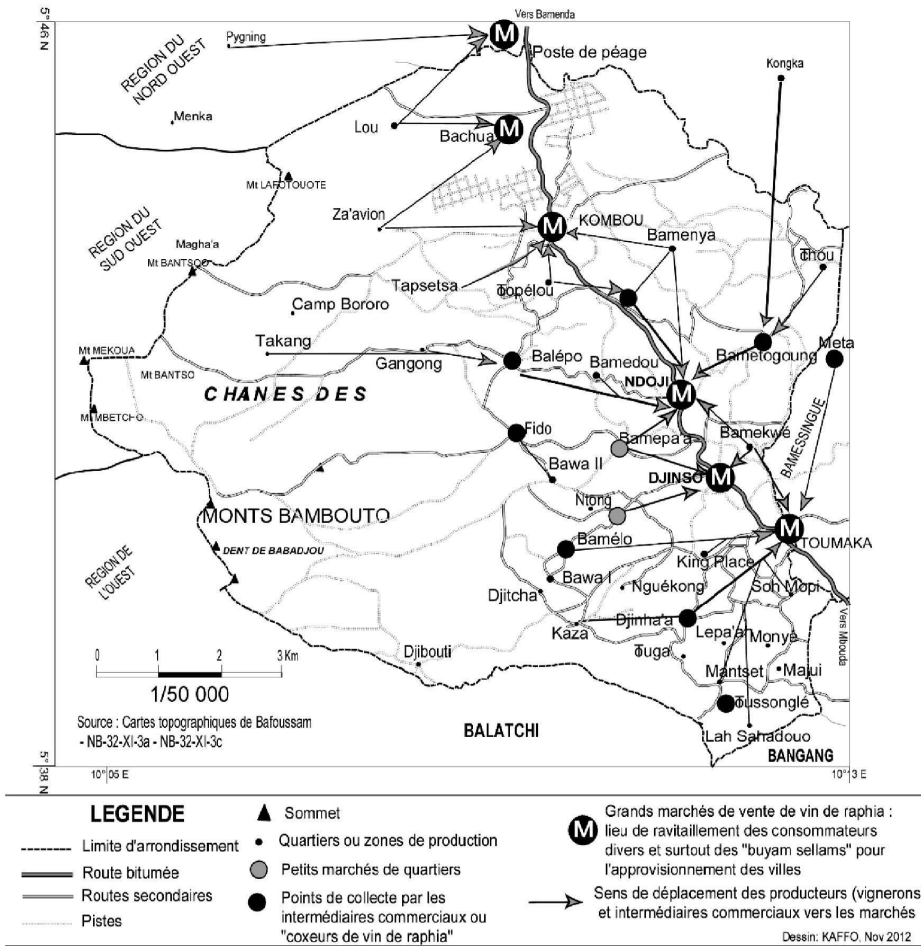 Vers Bamenda
5° 46 N
Pygning
REGION DU
NORD OUEST
M
Poste de péage
Kongka
Menka
Lou
M
Bachua
Mt LAFOTOUOTE
Za'avion
M
KOMBOU
REGION DU
SUD OUEST
Magha'a
Mt BANTSOO
Bamenya
Tchou
Tapsetsa
Topélou
Camp Bororo
Takang
Gangong
Balépo
Bamedou
Bametogoung
Meta
Mt MEKOUA
Mt BANTSO
NDOJI
M
CHANES DES
Mt MBETCHO
Fido
Bamepa'a
Bamekwé
BAMESSINGUE
Bawa II
DJINSO
M
Ntong
MONTS BAMBOUTO
M
TOUMAKA
DENT DE BABADJOU
Bamélo
King Place
REGION DE
L'OUEST
Bawa I
Nguékong
Soh Mopi
Djitcha
Djinha'a
Kaza
Vers Mbouda
Lepa'a
Monyé
Djibouti
Tuga
Mantset
Majui
0 1 2 3 Km
1/50 000
Tussonglé
Source : Cartes topographiques de Bafoussam
- NB-32-XI-3a - NB-32-XI-3c
BALATCHI
Lah Sahadouo
BANGANG
5° 38 N
10° 05 E
10° 13 E
LEGENDE
Limite d'arrondissement
Route bitumée
Routes secondaires
Pistes
Sommet
Quartiers ou zones de production
Petits marchés de quartiers
Points de collecte par les
intermédiaires commerciaux ou
"coxeurs de vin de raphia"
M
Grands marchés de vente de vin de raphia :
lieu de ravitaillement des consommateurs
divers et surtout des "buyam sellams" pour
l'approvisionnement des villes
Sens de déplacement des producteurs (vignerons
et intermédiaires commerciaux vers les marchés
Dessin: KAFFO, Nov 2012